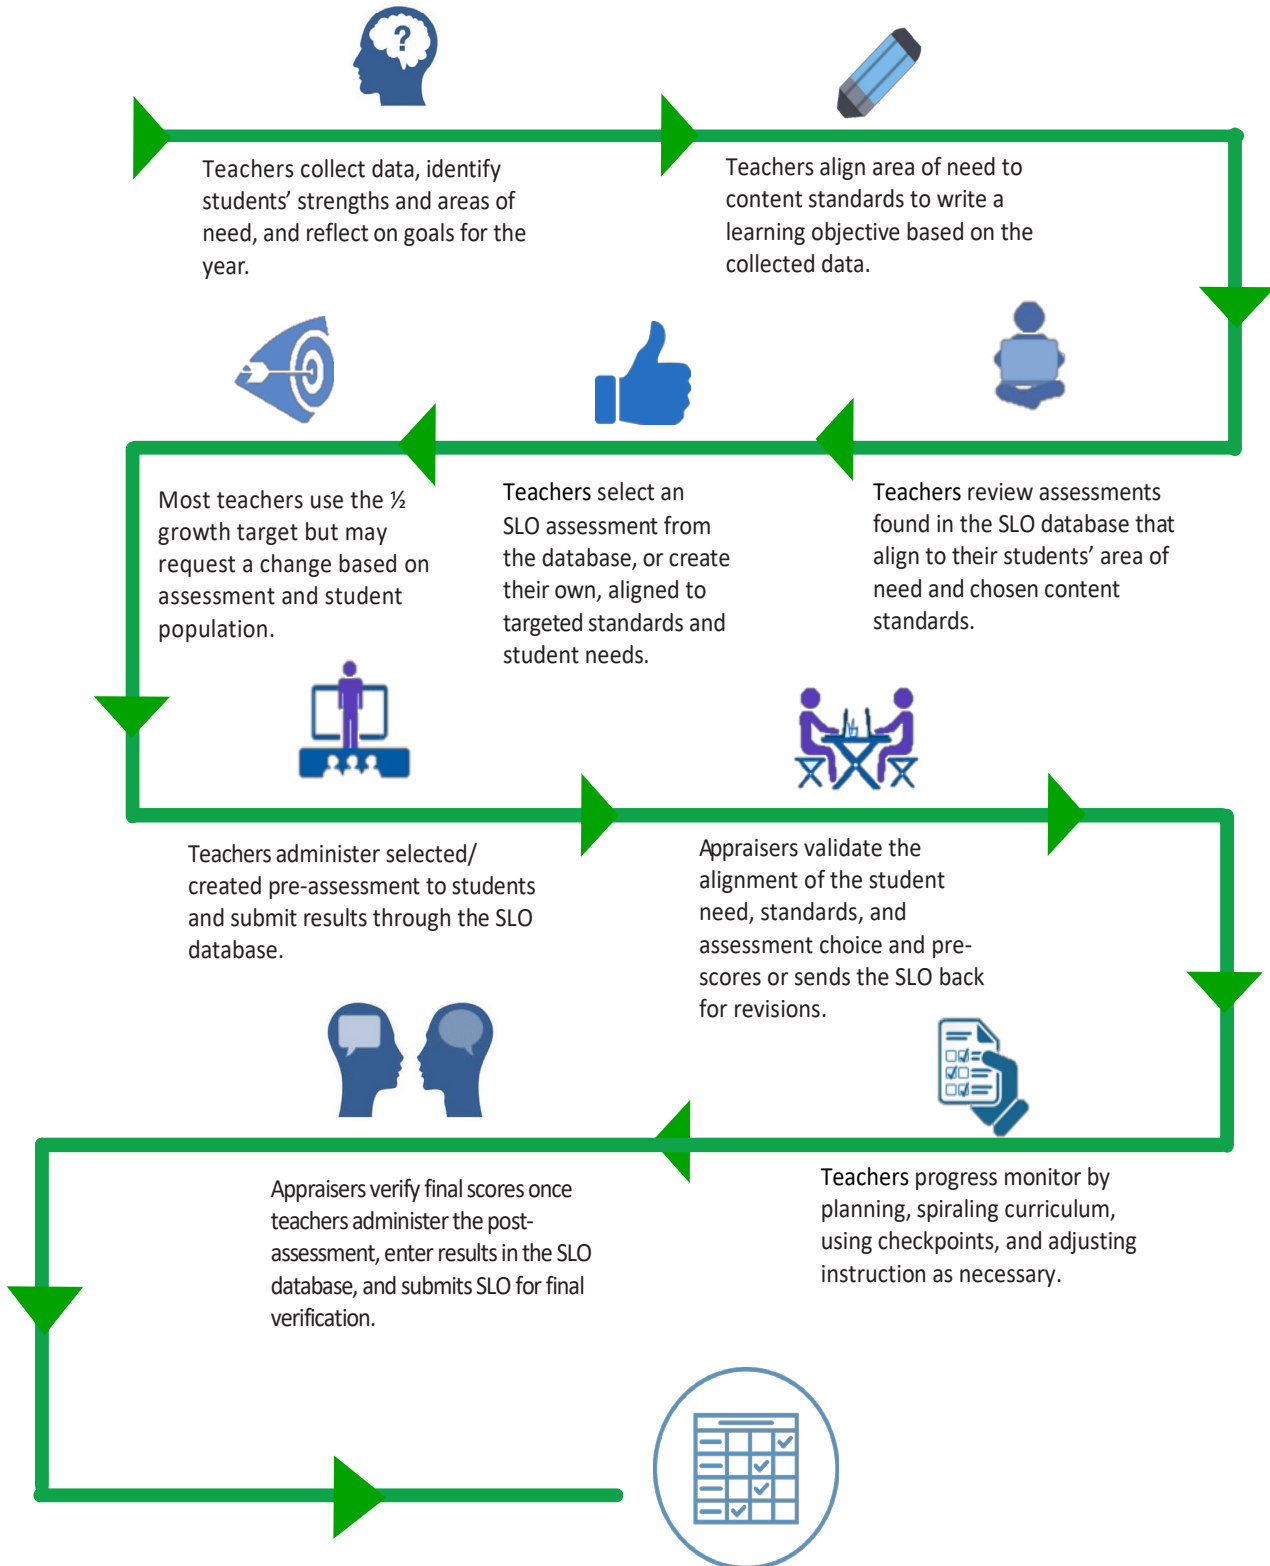 ?
Teachers collect data, identify
students’ strengths and areas of
need, and reflect on goals for the
year.
Teachers align area of need to
content standards to write a
learning objective based on the
collected data.
Teachers review assessments
found in the SLO database that
align to their students’ area of
need and chosen content
standards.
Teachers select an
SLO assessment from
the database, or create
their own, aligned to
targeted standards and
student needs.
Most teachers use the ½
growth target but may
request a change based on
assessment and student
population.
Teachers administer selected/
created pre-assessment to students
and submit results through the SLO
database.
Appraisers validate the
alignment of the student
need, standards, and
assessment choice and pre-
scores or sends the SLO back
for revisions.
Teachers progress monitor by
planning, spiraling curriculum,
using checkpoints, and adjusting
instruction as necessary.
Appraisers verify final scores once
teachers administer the post-
assessment, enter results in the SLO
database, and submits SLO for final
verification.